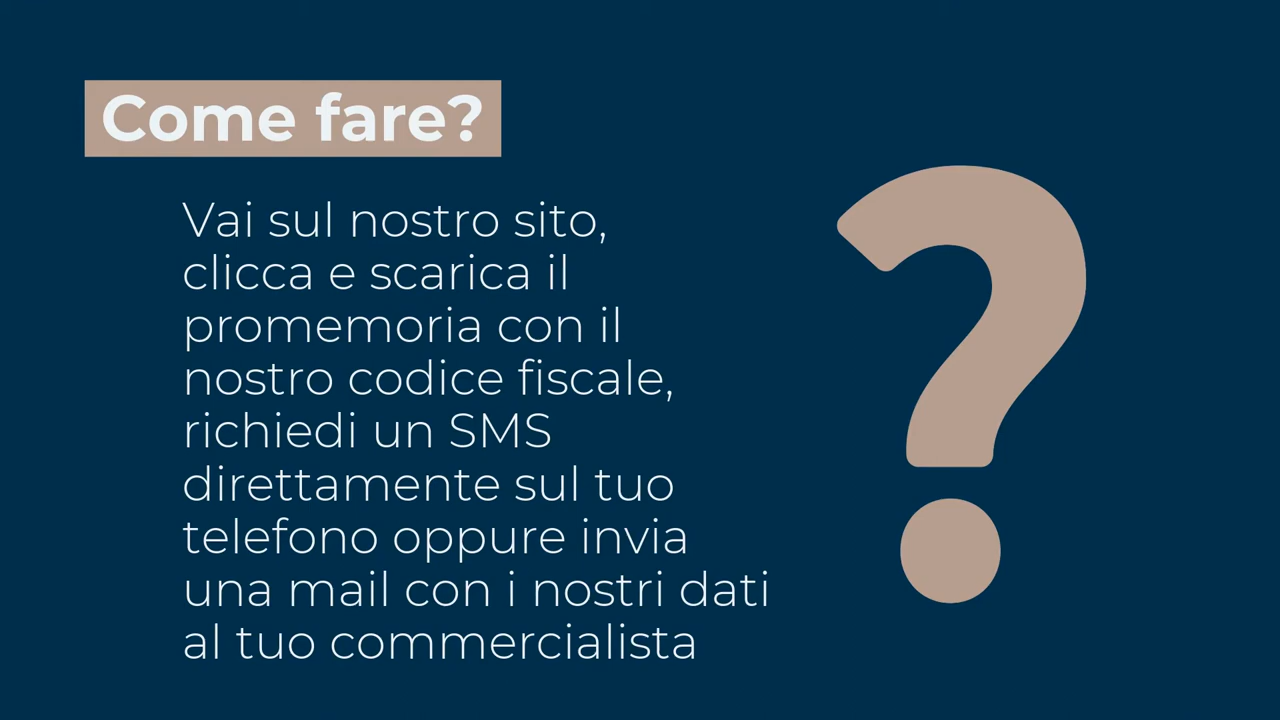 Come fare?
Vai sul nostro sito,
clicca e scarica il
promemoria con il
nostro codice fiscale,
richiedi un SMS
direttamente sul tuo
telefono oppure invia
una mail con i nostri dati
al tuo commercialista
?